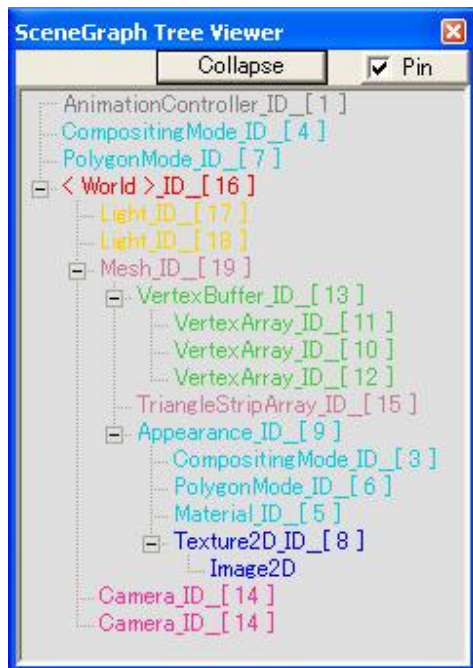 SceneGraph Tree Viewer
Collapse Pin
AnimationController_ID_[ 1 ]
CompositingMode_ID_[ 4 ]
PolygonMode_ID_[ 7 ]
< World >_ID_[ 16 ]
Light_ID_[ 17 ]
Light_ID_[ 18 ]
Mesh_ID_[ 19 ]
VertexBuffer_ID_[ 13 ]
VertexArray_ID_[ 11 ]
VertexArray_ID_[ 10 ]
VertexArray_ID_[ 12 ]
TriangleStripArray_ID_[ 15 ]
Appearance_ID_[ 9 ]
CompositingMode_ID_[ 3 ]
PolygonMode_ID_[ 6 ]
Material_ID_[ 5 ]
Texture2D_ID_[ 8 ]
Image2D
Camera_ID_[ 14 ]
Camera_ID_[ 14 ]